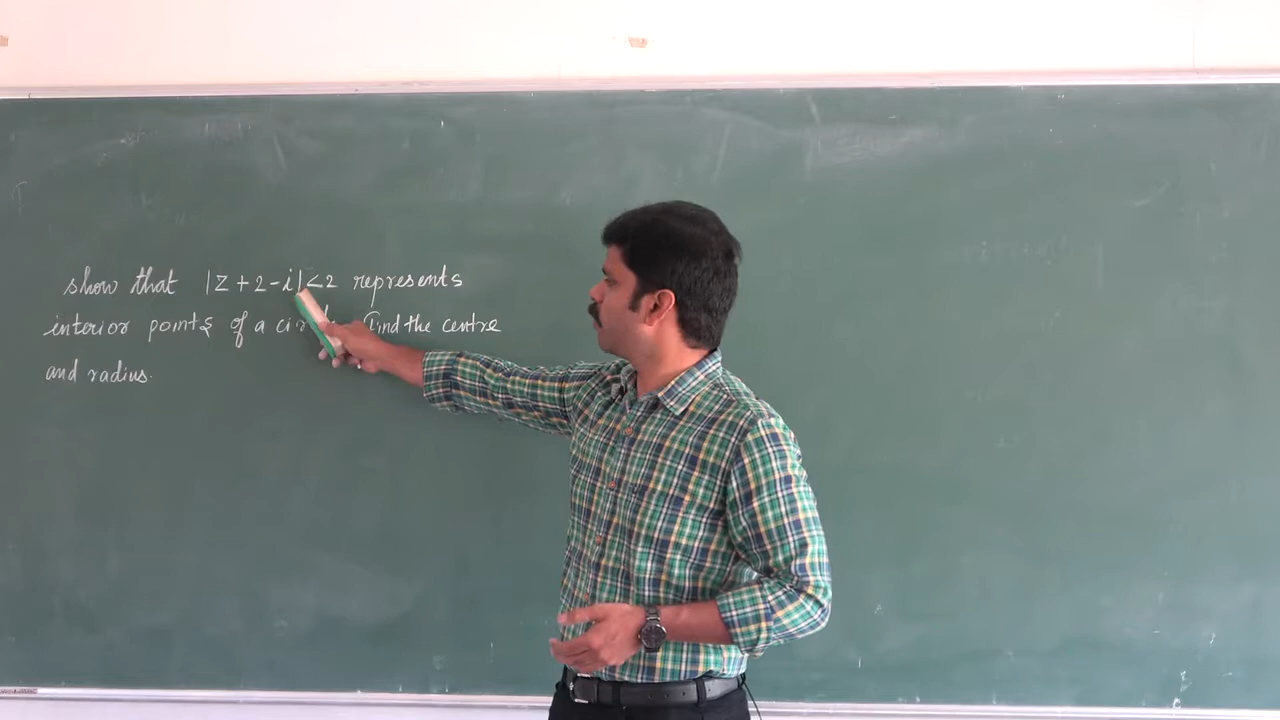 show that |z+2-i|<2 represents
interior points of a circle. Find the centre
and radius.